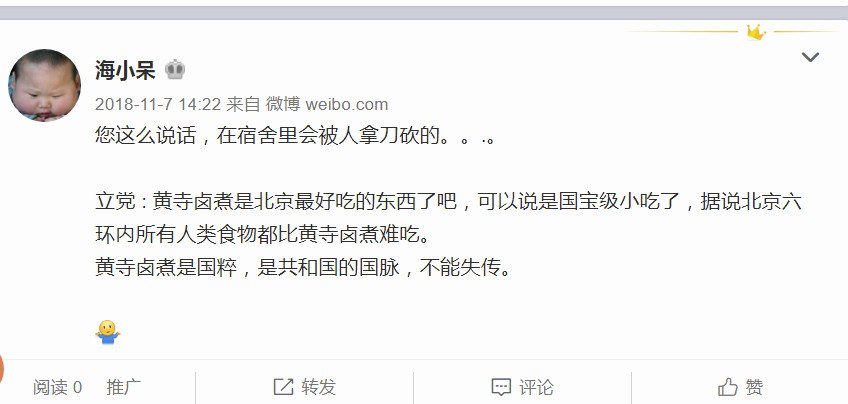 海小呆
2018-11-7 14:22 来自 微博 weibo.com
您这么说话，在宿舍里会被人拿刀砍的。。.。
立党 : 黄寺卤煮是北京最好吃的东西了吧，可以说是国宝级小吃了，据说北京六
环内所有人类食物都比黄寺卤煮难吃。
黄寺卤煮是国粹，是共和国的国脉，不能失传。
阅读 0 推广 转发 评论 赞